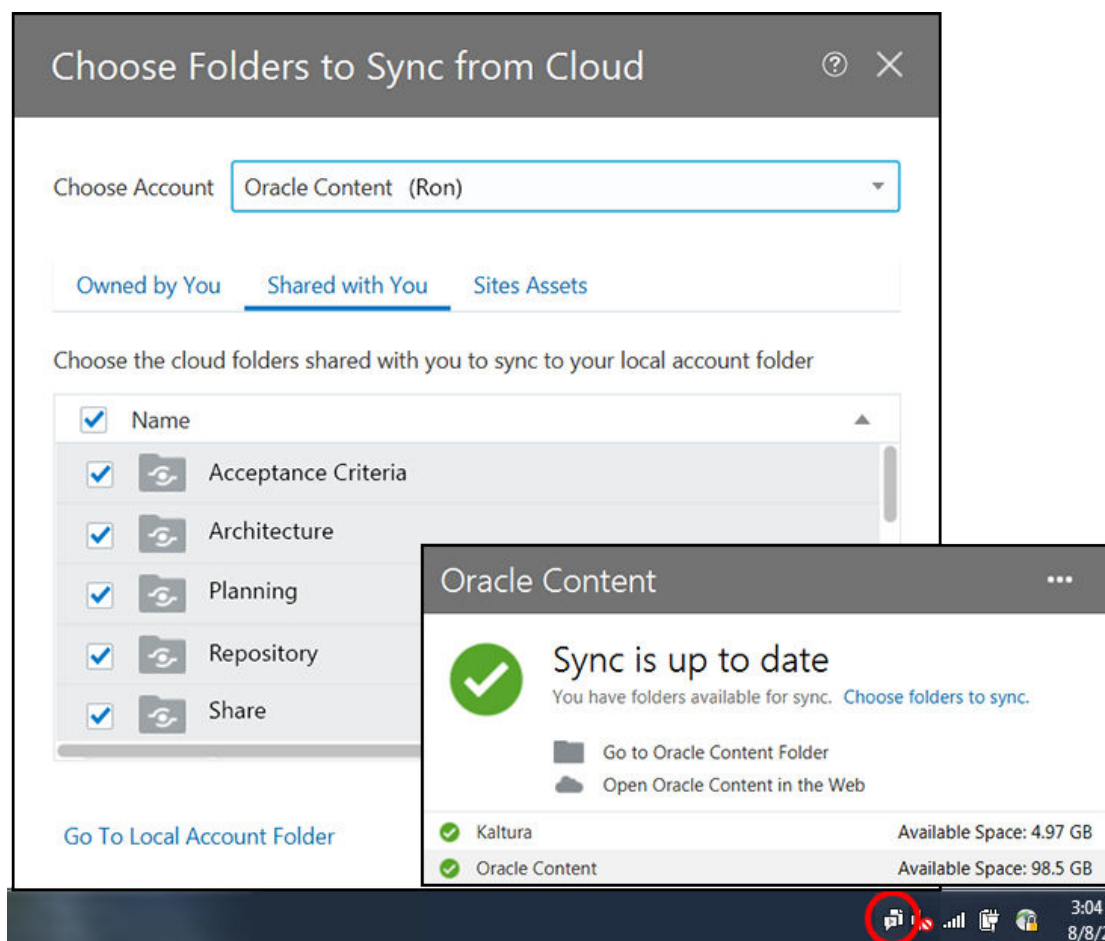 Choose Folders to Sync from Cloud
Choose Account
Oracle Content (Ron)
Owned by You
Shared with You
Sites Assets
Choose the cloud folders shared with you to sync to your local account folder
Name
Acceptance Criteria
Architecture
Planning
Repository
Share
Go To Local Account Folder
Oracle Content
Sync is up to date
You have folders available for sync. Choose folders to sync.
Go to Oracle Content Folder
Open Oracle Content in the Web
Kaltura Available Space: 4.97 GB
Oracle Content Available Space: 98.5 GB
3:04
8/8/2